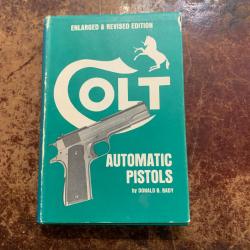 ENLARGED & REVISED EDITION
COLT
AUTOMATIC
PISTOLS
by DONALD B. BADY